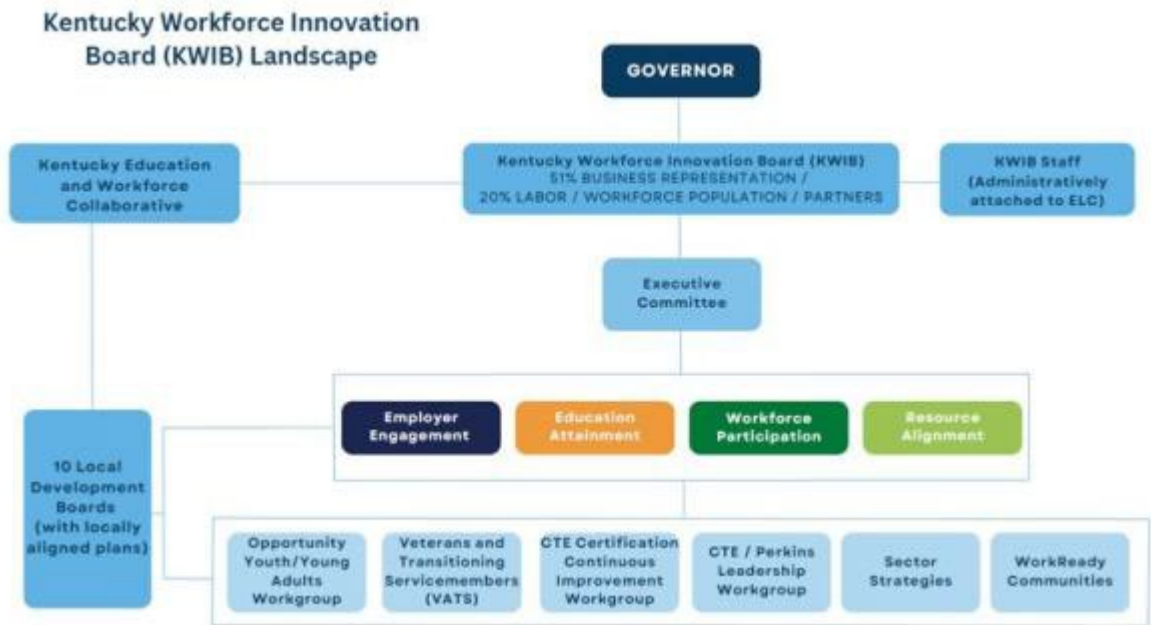 Kentucky Workforce Innovation
Board (KWIB) Landscape
GOVERNOR
Kentucky Education
and Workforce
Collaborative
Kentucky Workforce Innovation Board (KWIB)
51% BUSINESS REPRESENTATION /
20% LABOR / WORKFORCE POPULATION / PARTNERS
KWIB Staff
(Administratively
attached to ELC)
Executive
Committee
Employer
Engagement
Education
Attainment
Workforce
Participation
Resource
Alignment
10 Local
Development
Boards
(with locally
aligned plans)
Opportunity
Youth/Young
Adults
Workgroup
Veterans and
Transitioning
Servicemembers
(VATS)
CTE Certification
Continuous
Improvement
Workgroup
CTE / Perkins
Leadership
Workgroup
Sector
Strategies
WorkReady
Communities